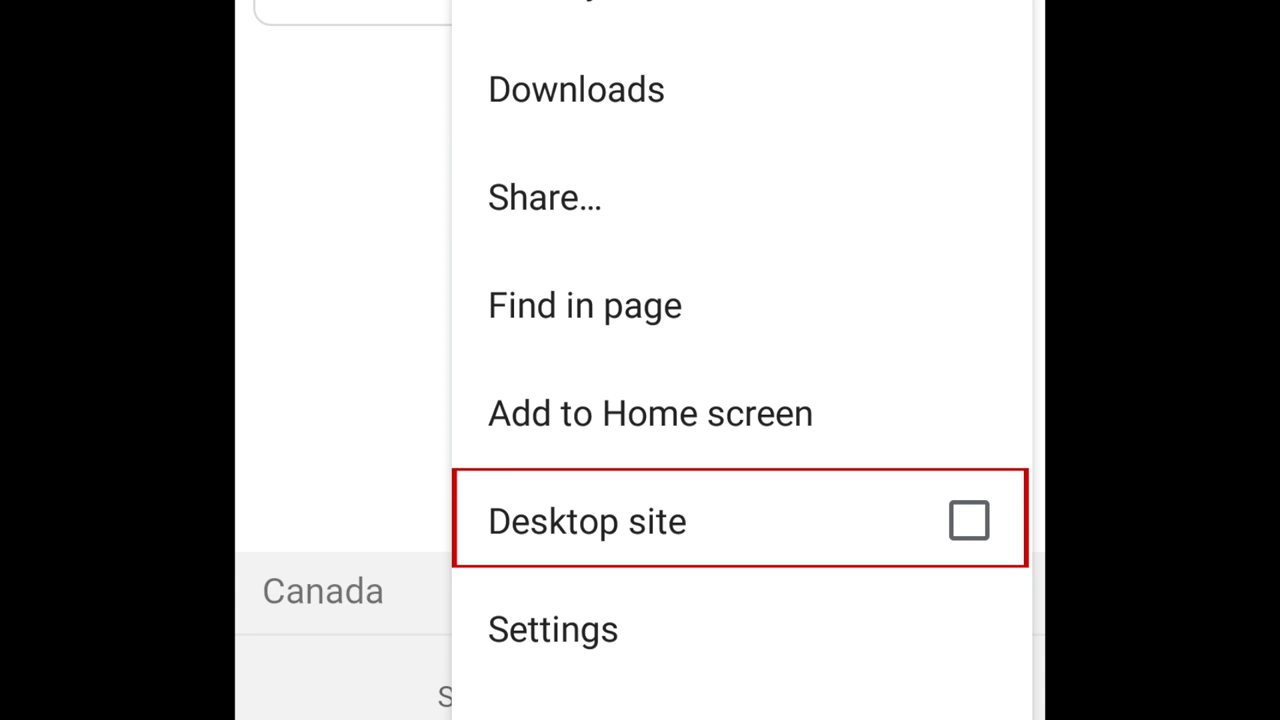 Downloads
Share...
Find in page
Add to Home screen
Desktop site
Canada
Settings